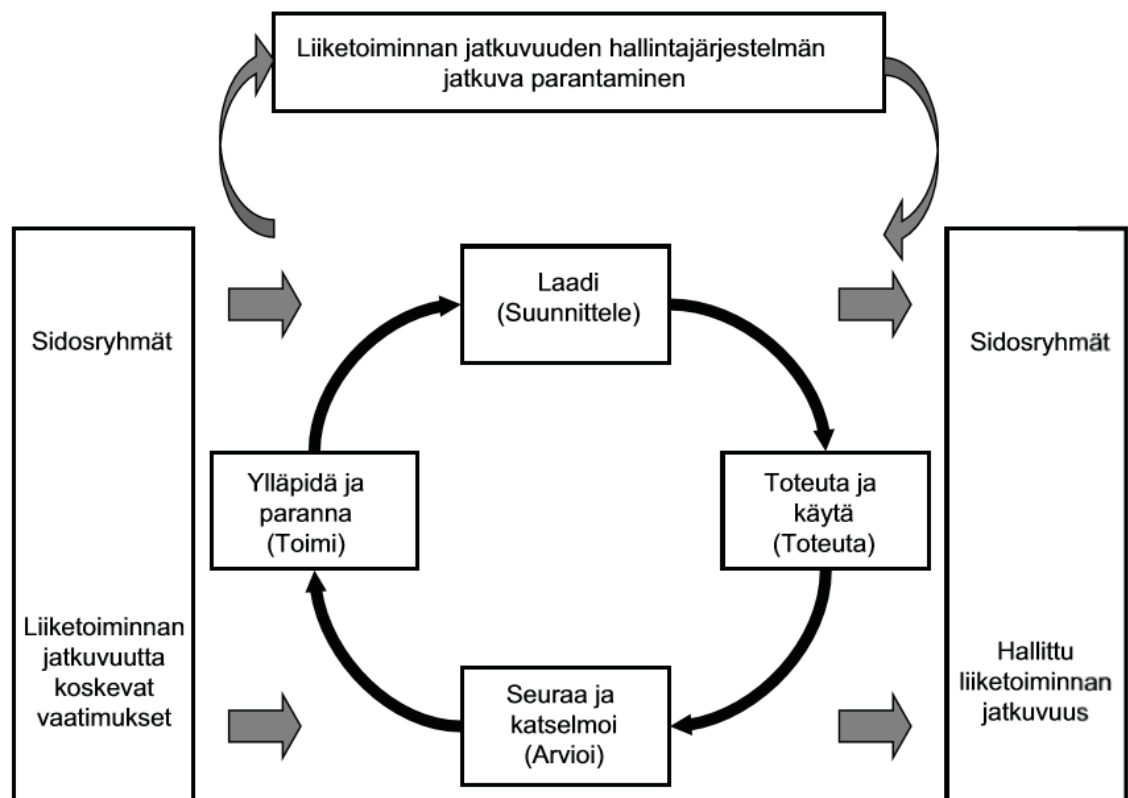 Liiketoiminnan jatkuvuuden hallintajärjestelmän
jatkuva parantaminen
Sidosryhmät
Liiketoiminnan
jatkuvuutta
koskevat
vaatimukset
Laadi
(Suunnittele)
Ylläpidä ja
paranna
(Toimi)
Toteuta ja
käytä
(Toteuta)
Seuraa ja
katselmoi
(Arvioi)
Sidosryhmät
Hallittu
liiketoiminnan
jatkuvuus